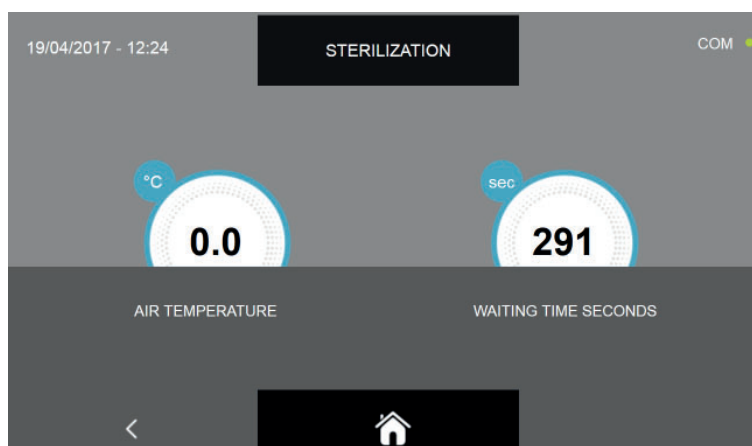 19/04/2017 - 12:24
STERILIZATION
COM
°C
sec
0.0
291
AIR TEMPERATURE
WAITING TIME SECONDS